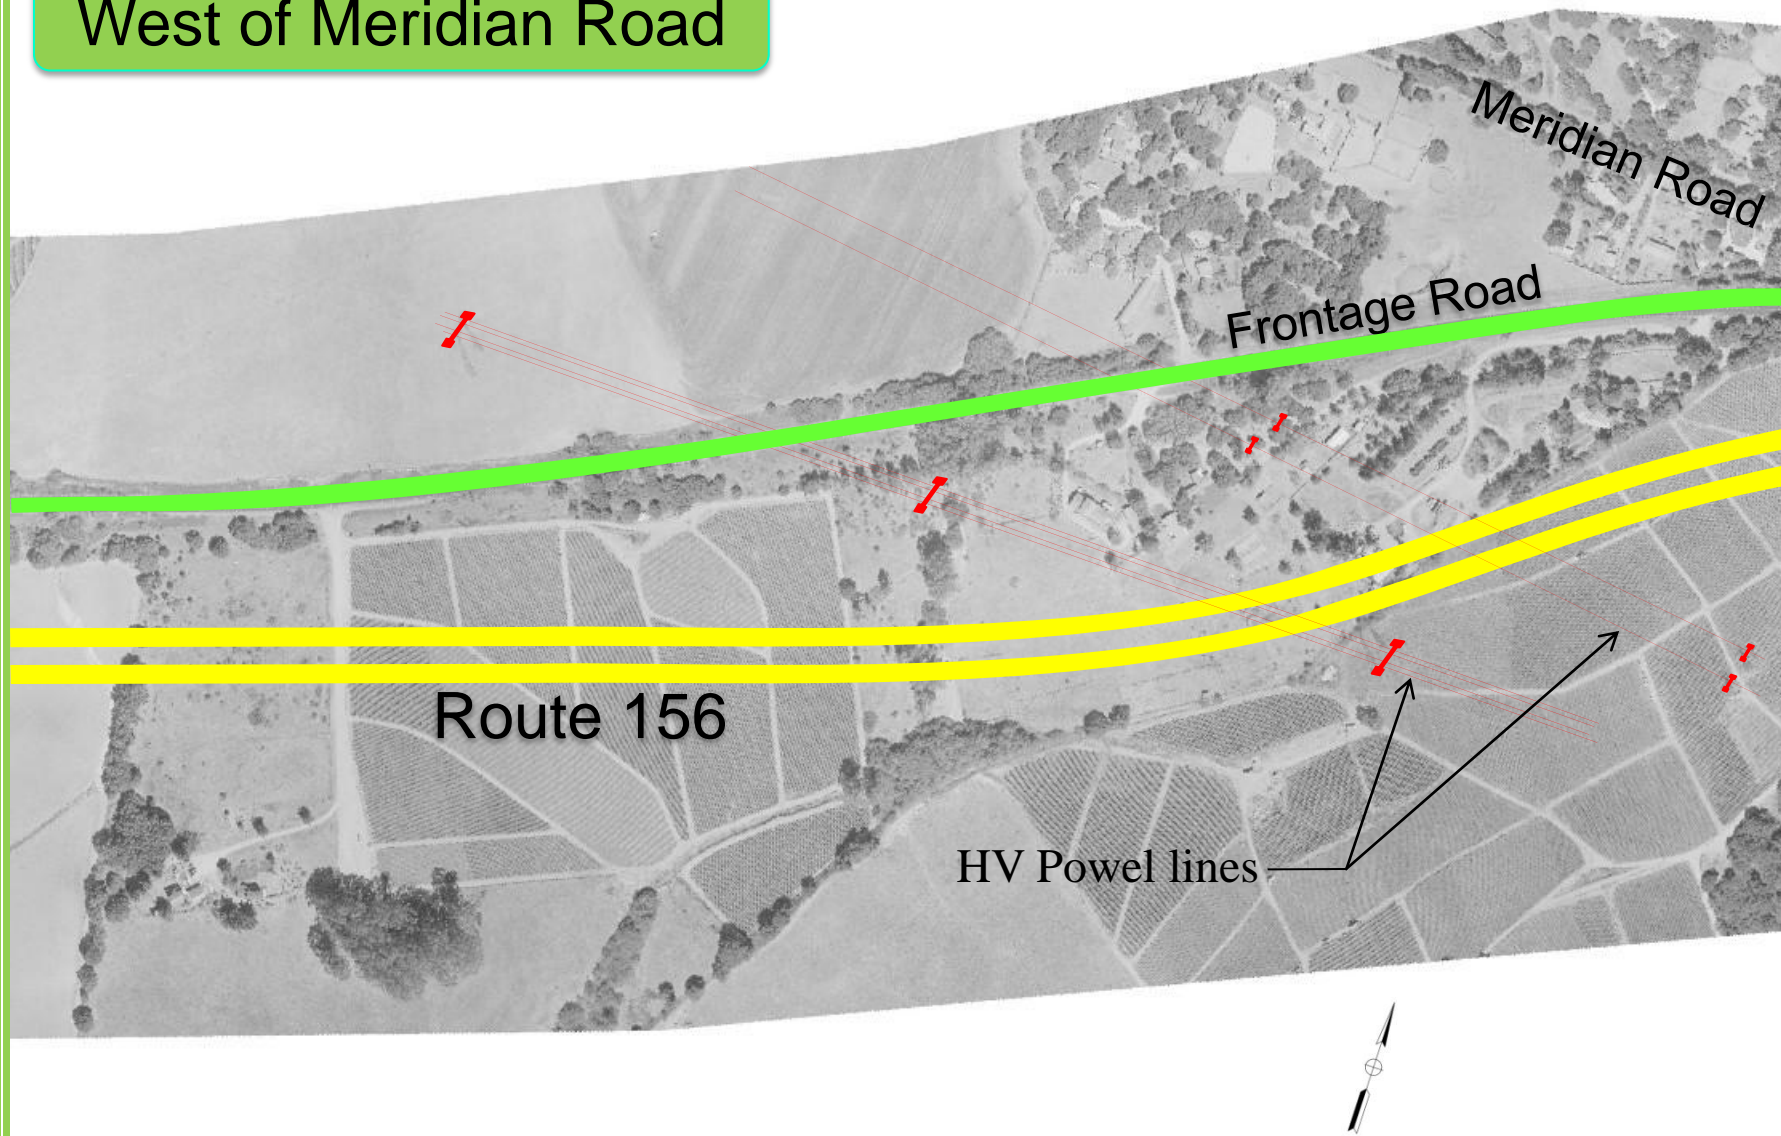 West of Meridian Road
Meridian Road
Frontage Road
Route 156
HV Powel lines